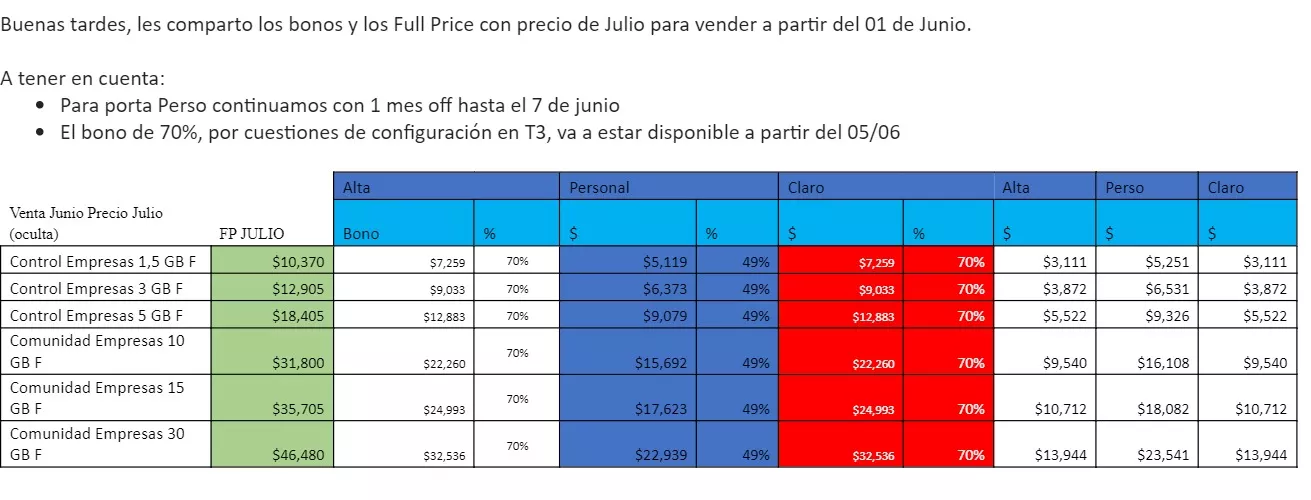 Buenas tardes, les comparto los bonos y los Full Price con precio de Julio para vender a partir del 01 de Junio.
A tener en cuenta:
• Para porta Perso continuamos con 1 mes off hasta el 7 de junio
• El bono de 70%, por cuestiones de configuración en T3, va a estar disponible a partir del 05/06
Alta Personal Claro Alta Perso Claro
Venta Junio Precio Julio
(oculta) FP JULIO Bono % $ % $ % $ $ $
Control Empresas 1,5 GB F $10,370 $7,259 70% $5,119 49% $7,259 70% $3,111 $5,251 $3,111
Control Empresas 3 GB F $12,905 $9,033 70% $6,373 49% $9,033 70% $3,872 $6,531 $3,872
Control Empresas 5 GB F $18,405 $12,883 70% $9,079 49% $12,883 70% $5,522 $9,326 $5,522
Comunidad Empresas 10
GB F $31,800 $22,260 70% $15,692 49% $22,260 70% $9,540 $16,108 $9,540
Comunidad Empresas 15
GB F $35,705 $24,993 70% $17,623 49% $24,993 70% $10,712 $18,082 $10,712
Comunidad Empresas 30
GB F $46,480 $32,536 70% $22,939 49% $32,536 70% $13,944 $23,541 $13,944